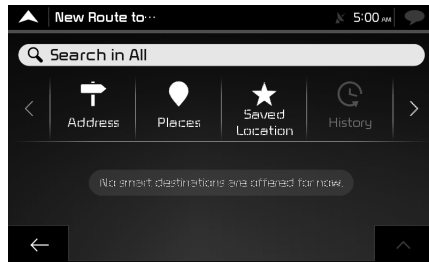 New Route to...
5:00 AM
Search in All
Address
Places
Saved
Location
History
No smart destinations are offered for now.